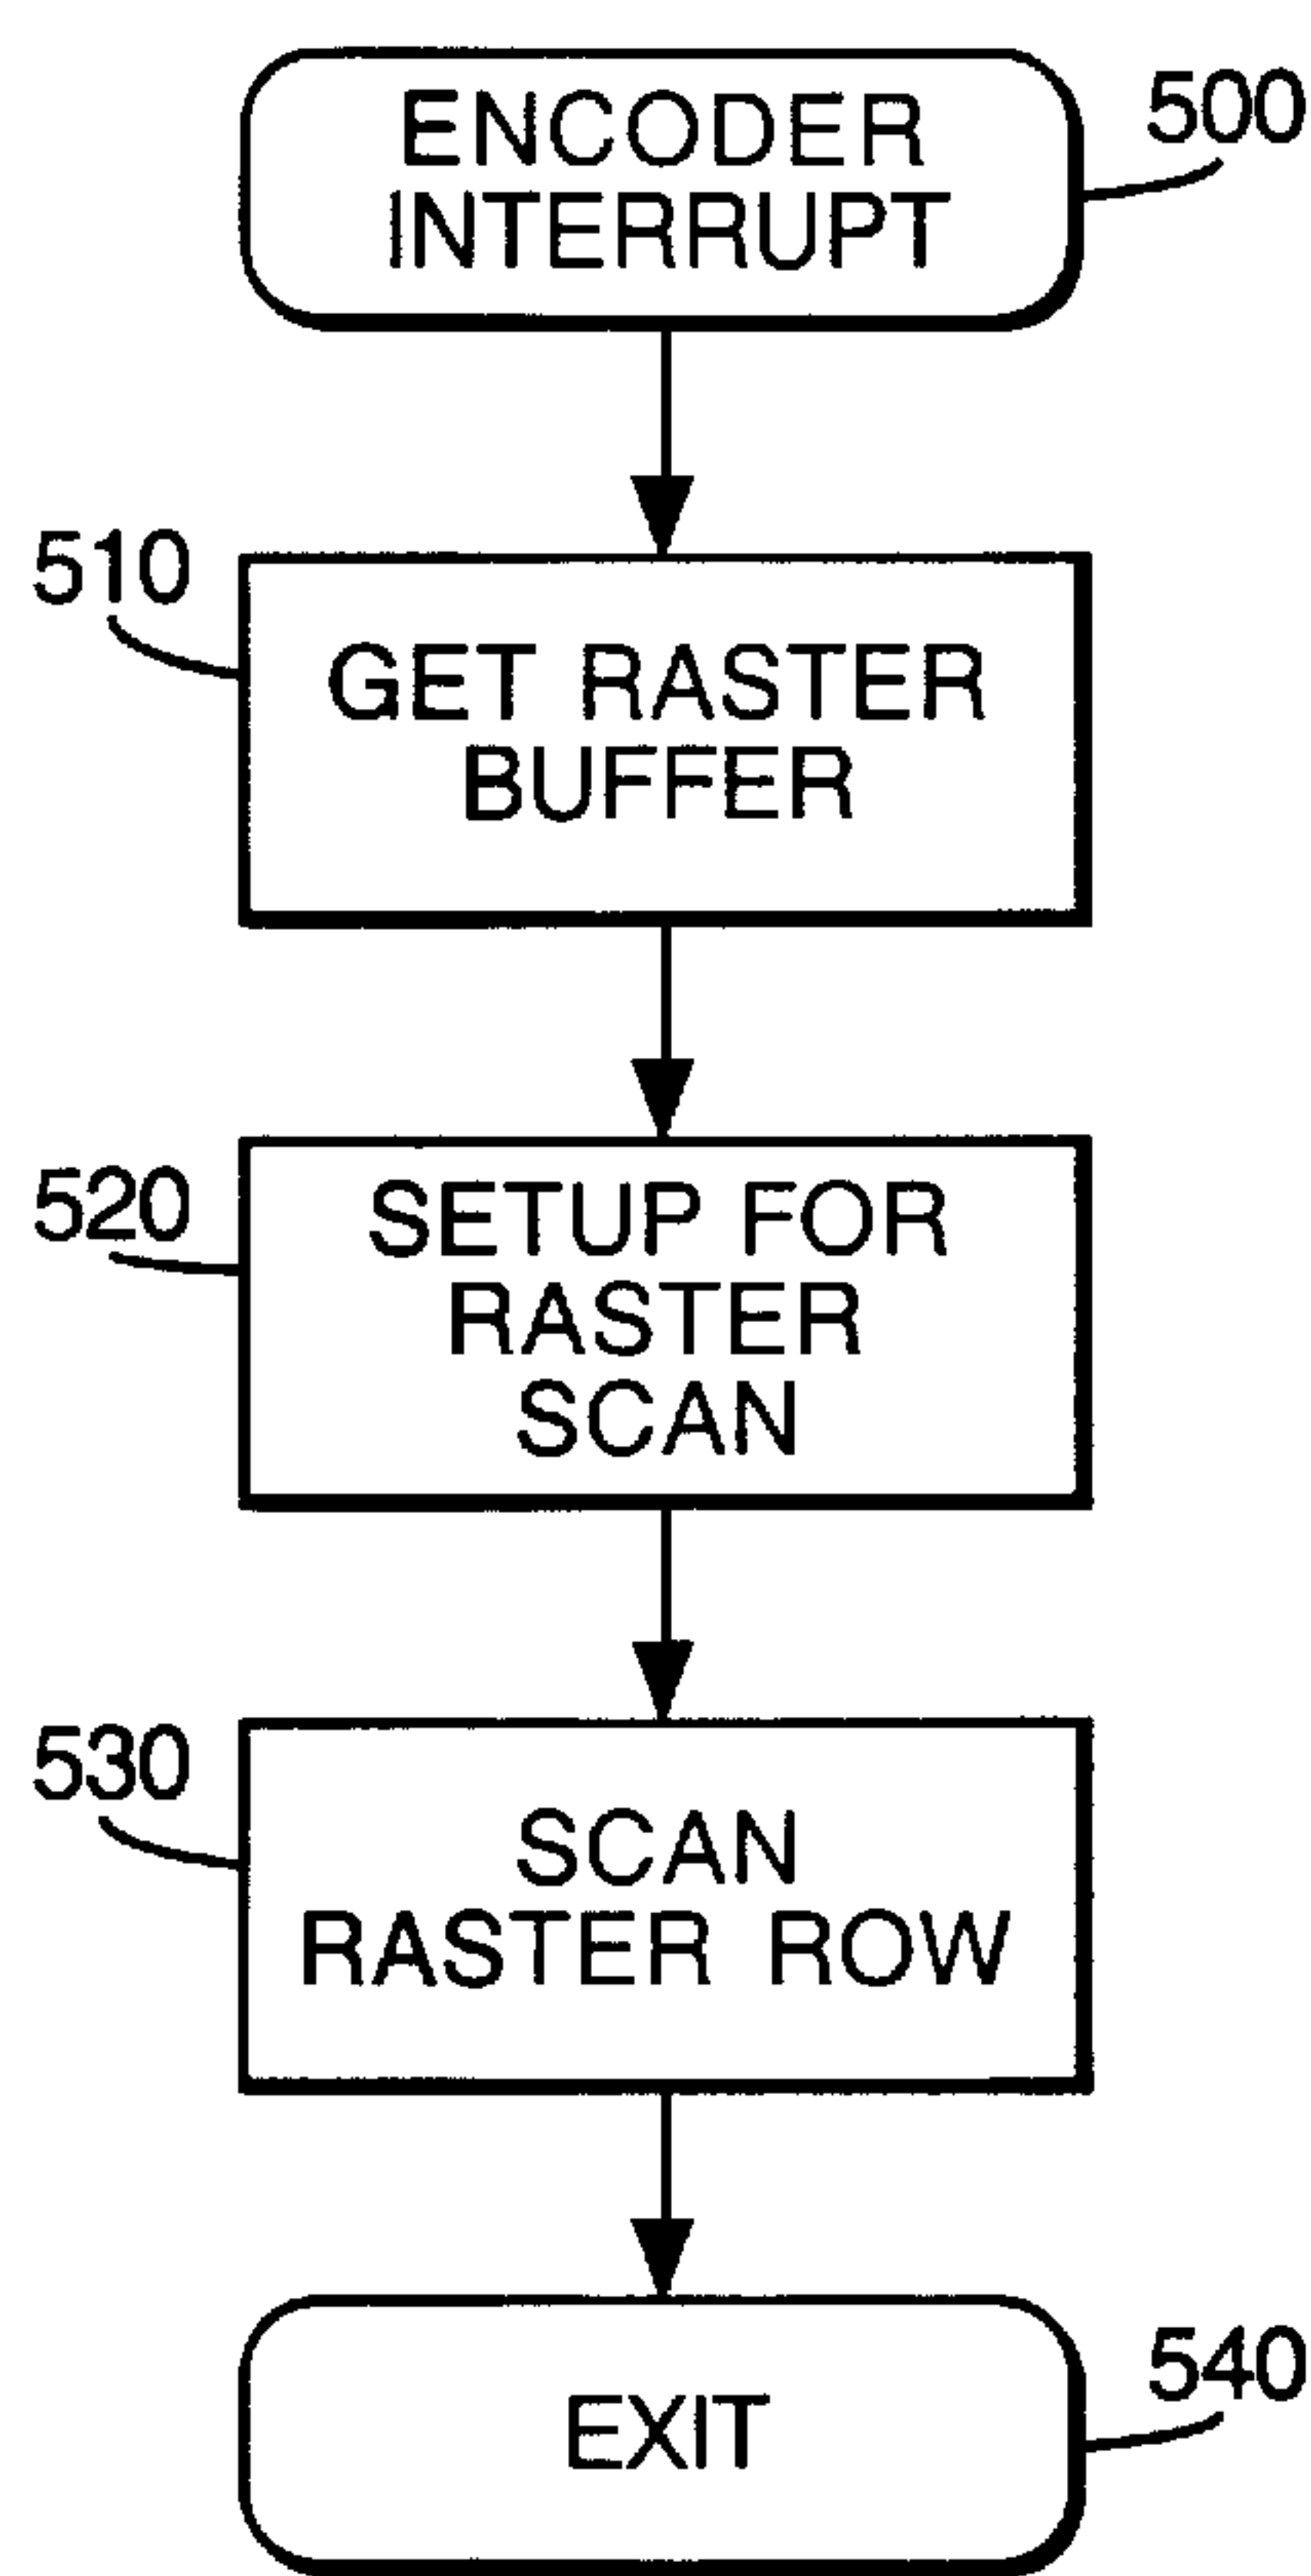 ENCODER
INTERRUPT
500
510
GET RASTER
BUFFER
520
SETUP FOR
RASTER
SCAN
530
SCAN
RASTER ROW
540
EXIT